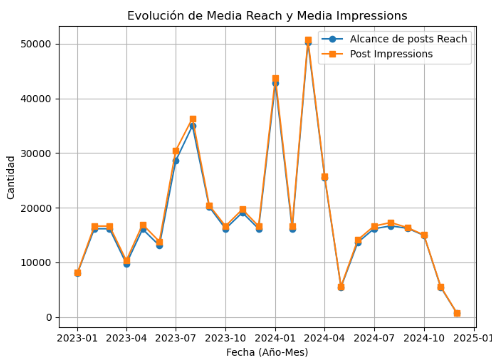 Evolución de Media Reach y Media Impressions
Alcance de posts Reach
Post Impressions
Cantidad
50000
40000
30000
20000
10000
0
2023-01 2023-04 2023-07 2023-10 2024-01 2024-04 2024-07 2024-10 2025-01
Fecha (Año-Mes)